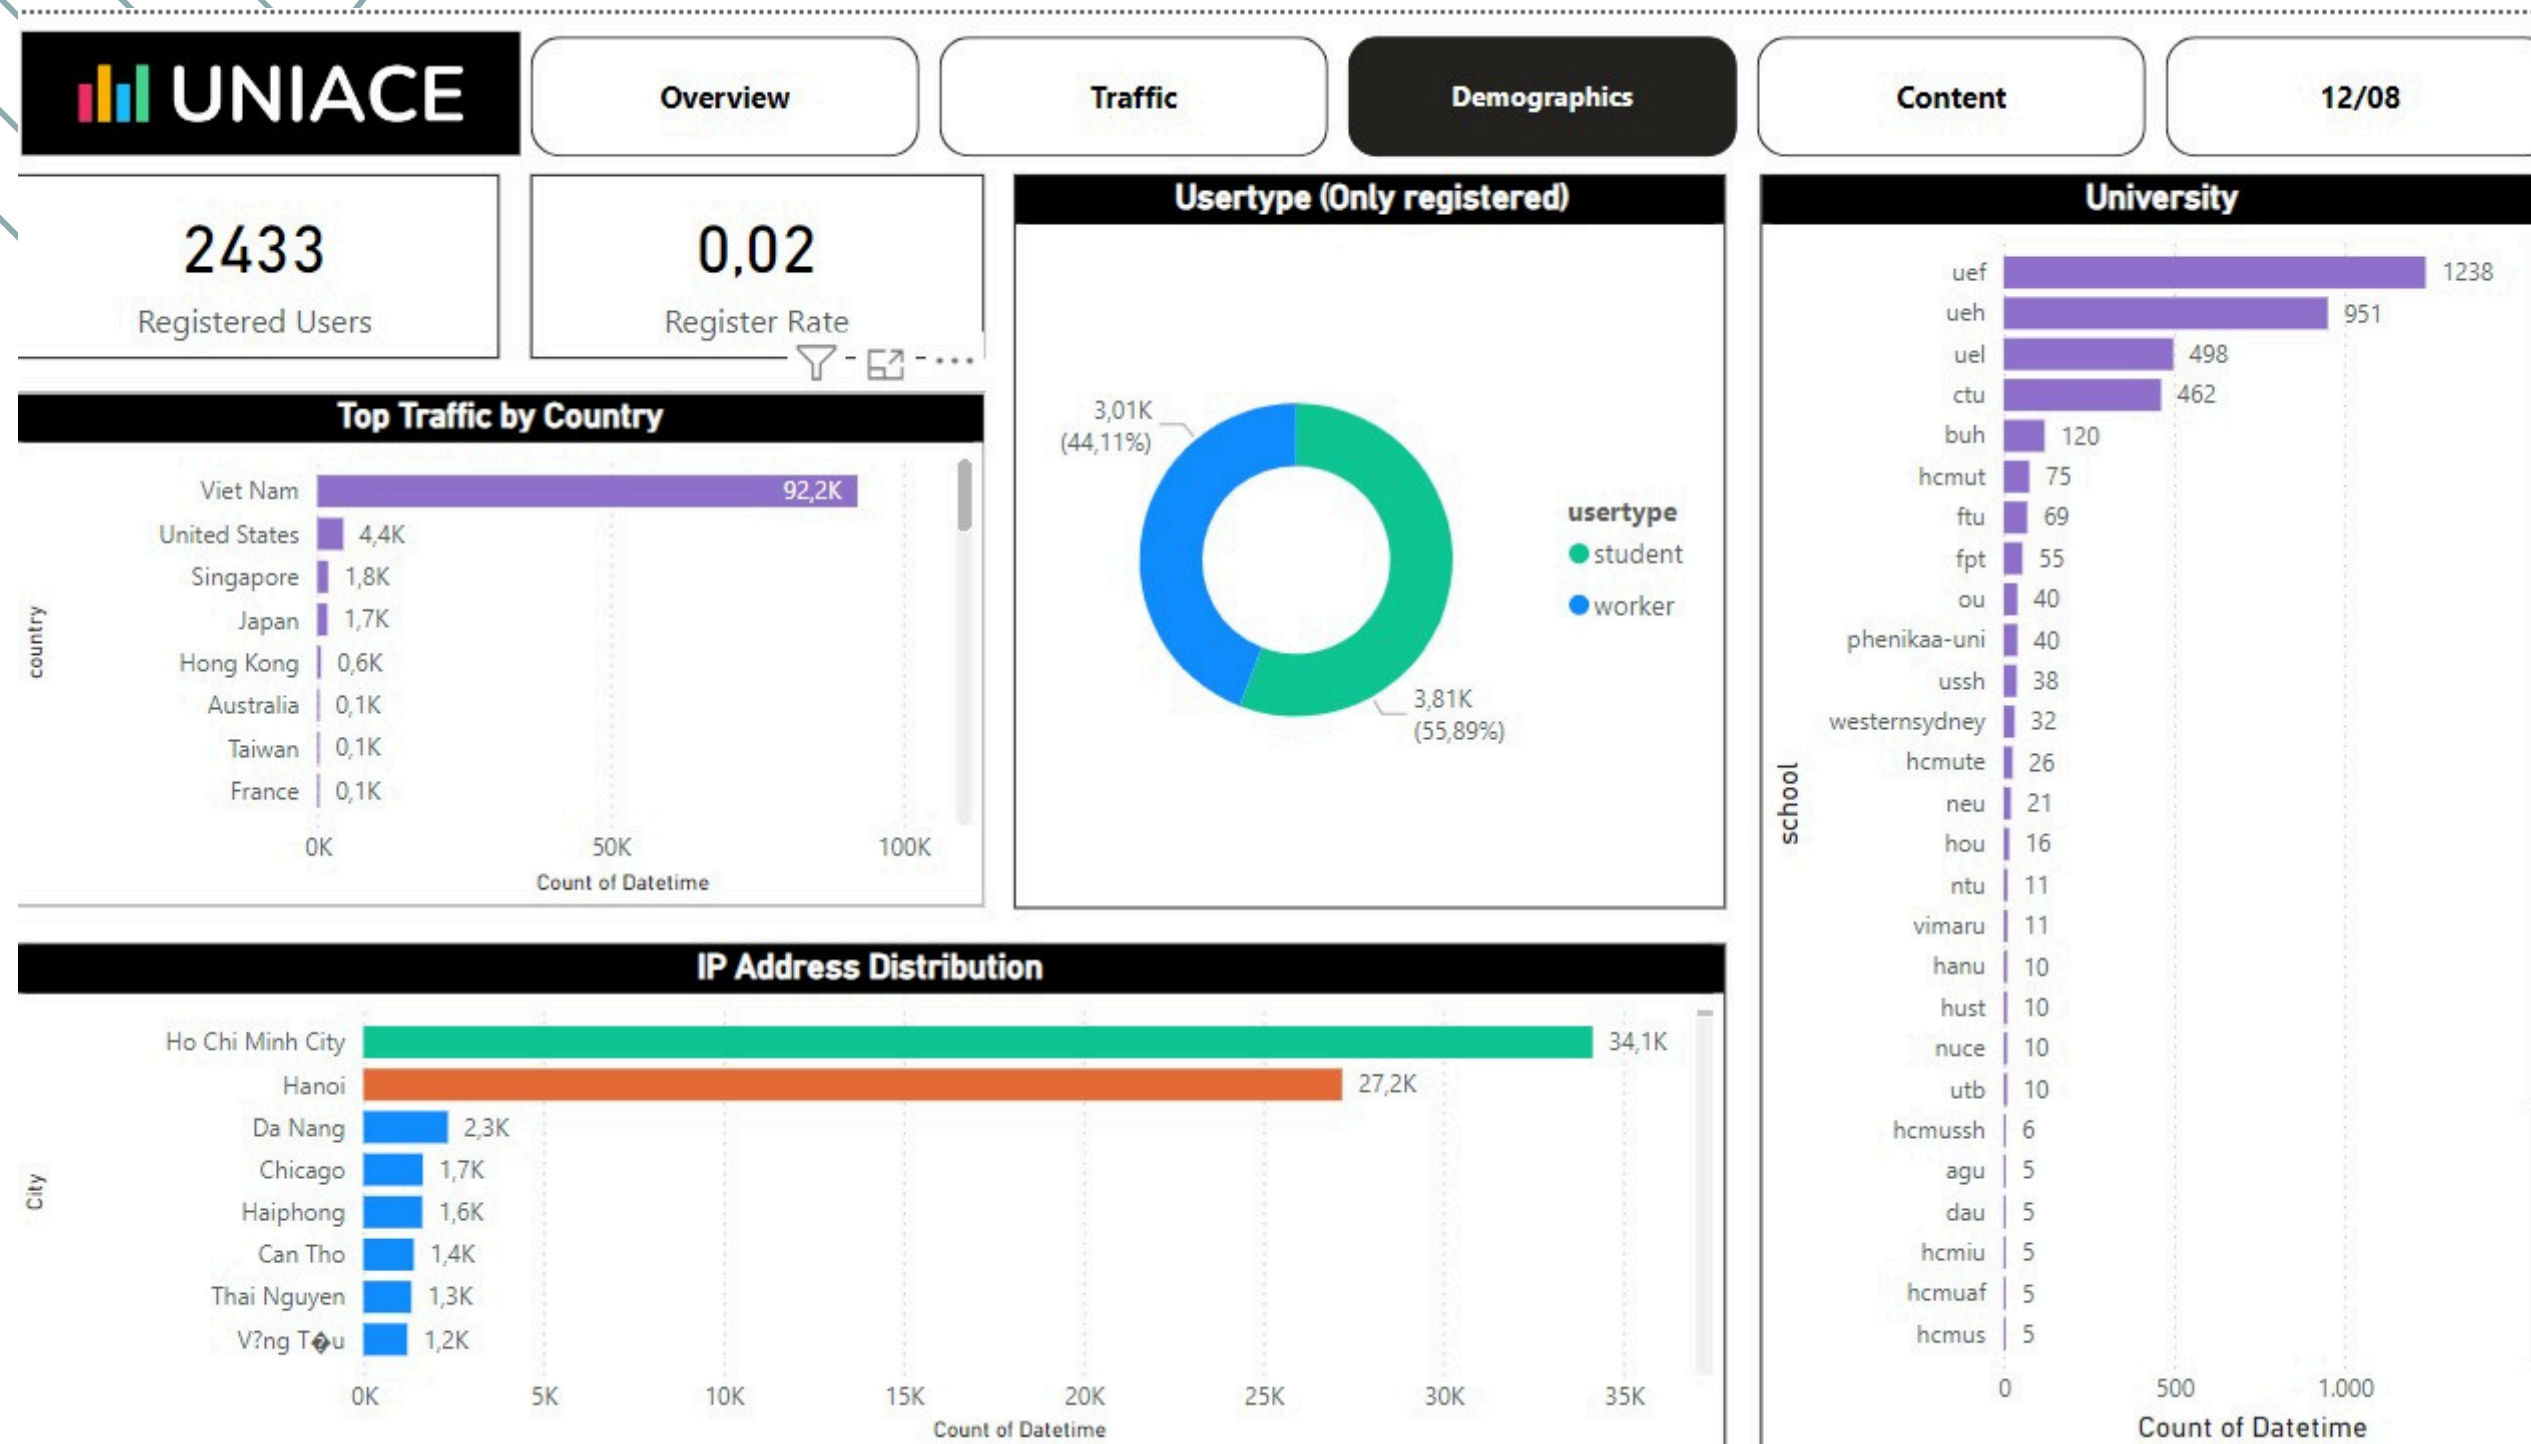 UNIACE
Overview
Traffic
Demographics
Content
12/08
2433
Registered Users
0,02
Register Rate
Top Traffic by Country
country
Viet Nam 92,2K
United States 4,4K
Singapore 1,8K
Japan 1,7K
Hong Kong 0,6K
Australia 0,1K
Taiwan 0,1K
France 0,1K
0K 50K 100K
Count of Datetime
Usertype (Only registered)
3,01K
(44,11%)
usertype
student
worker
3,81K
(55,89%)
IP Address Distribution
City
Ho Chi Minh City 34,1K
Hanoi 27,2K
Da Nang 2,3K
Chicago 1,7K
Haiphong 1,6K
Can Tho 1,4K
Thai Nguyen 1,3K
V?ng T�u 1,2K
0K 5K 10K 15K 20K 25K 30K 35K
Count of Datetime
University
school
uef 1238
ueh 951
uel 498
ctu 462
buh 120
hcmut 75
ftu 69
fpt 55
ou 40
phenikaa-uni 40
ussh 38
westernsydney 32
hcmute 26
neu 21
hou 16
ntu 11
vimaru 11
hanu 10
hust 10
nuce 10
utb 10
hcmussh 6
agu 5
dau 5
hcmiu 5
hcmuaf 5
hcmus 5
0 500 1.000
Count of Datetime